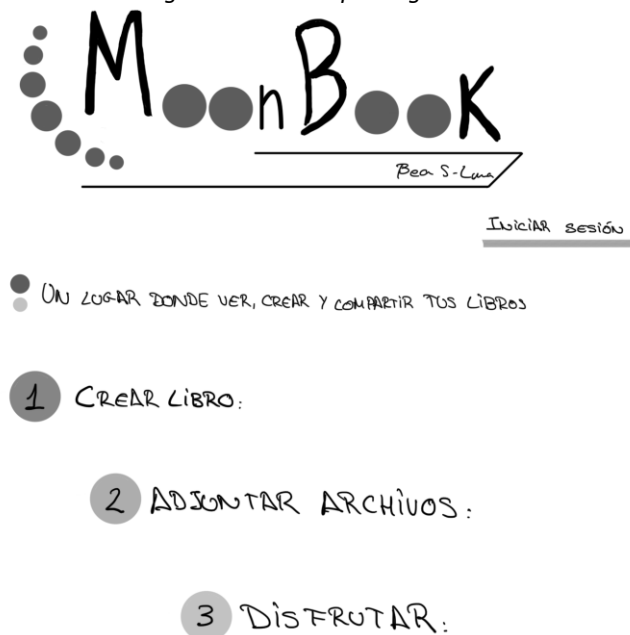 MoonBook
Bea S-Luna
INICIAR SESIÓN
UN LUGAR DONDE VER, CREAR Y COMPARTIR TUS LIBROS
1 CREAR LIBRO:
2 ADJUNTAR ARCHIVOS:
3 DISFRUTAR: